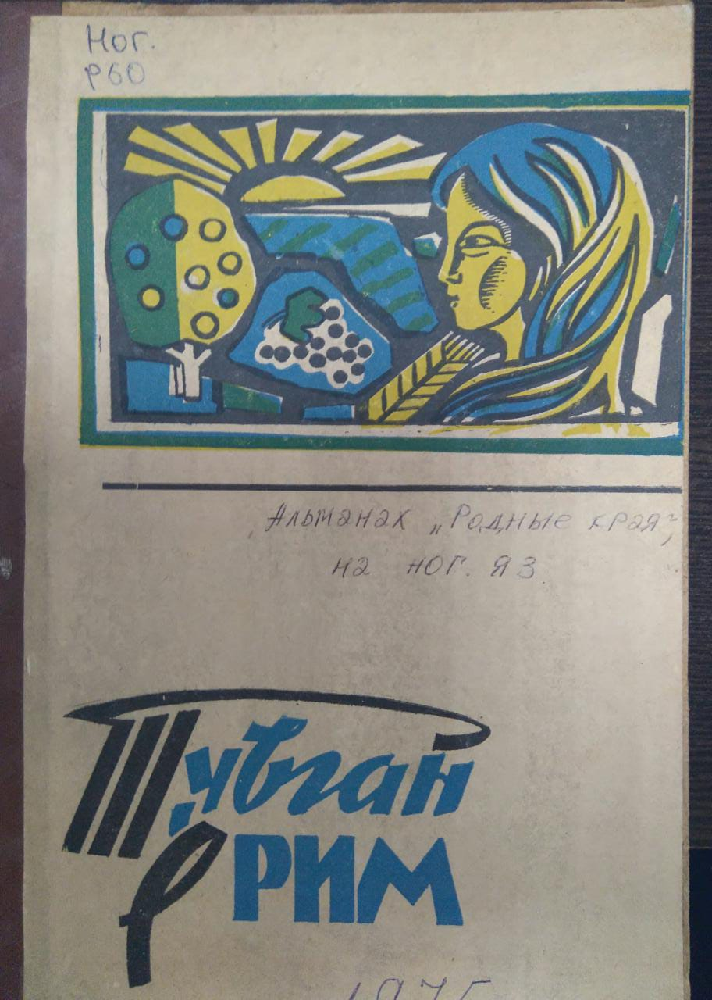 Ног.
Р60
Альманах „Родные края",
на ног. яз
Тувган
Ерим